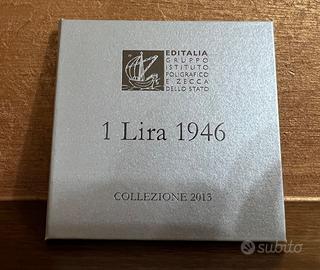 EDITALIA
GRUPPO
ISTITUTO
POLIGRAFICO
E ZECCA
DELLO STATO
1 Lira 1946
COLLEZIONE 2013
subito